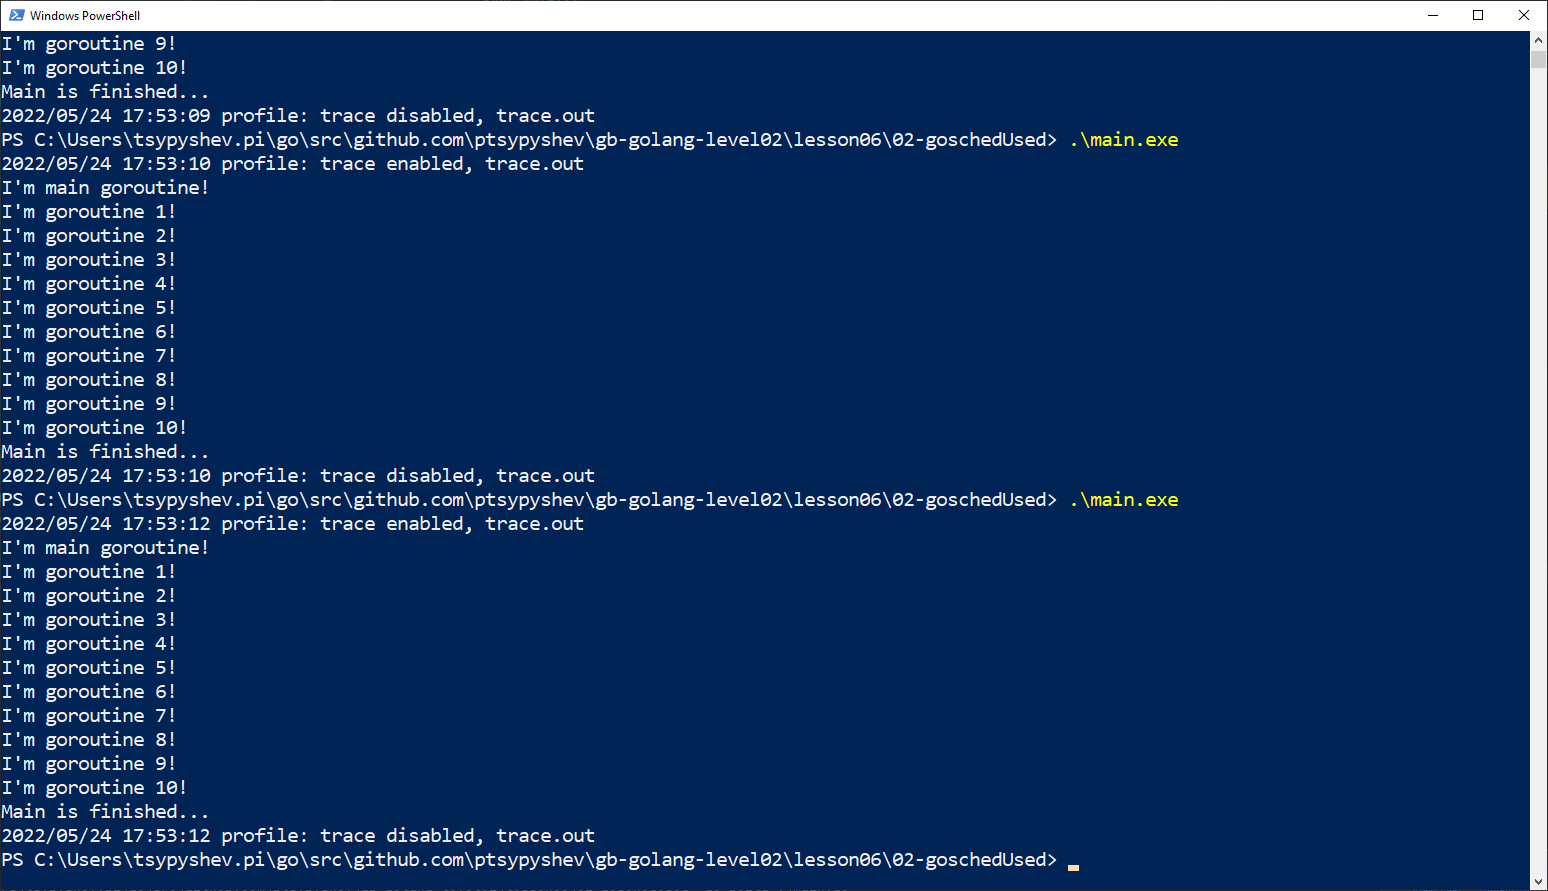 Windows PowerShell
I'm goroutine 9!
I'm goroutine 10!
Main is finished...
2022/05/24 17:53:09 profile: trace disabled, trace.out
PS C:\Users\tsypyshev.pi\go\src\github.com\ptsypyshev\gb-golang-level02\lesson06\02-goschedUsed> .\main.exe
2022/05/24 17:53:10 profile: trace enabled, trace.out
I'm main goroutine!
I'm goroutine 1!
I'm goroutine 2!
I'm goroutine 3!
I'm goroutine 4!
I'm goroutine 5!
I'm goroutine 6!
I'm goroutine 7!
I'm goroutine 8!
I'm goroutine 9!
I'm goroutine 10!
Main is finished...
2022/05/24 17:53:10 profile: trace disabled, trace.out
PS C:\Users\tsypyshev.pi\go\src\github.com\ptsypyshev\gb-golang-level02\lesson06\02-goschedUsed> .\main.exe
2022/05/24 17:53:12 profile: trace enabled, trace.out
I'm main goroutine!
I'm goroutine 1!
I'm goroutine 2!
I'm goroutine 3!
I'm goroutine 4!
I'm goroutine 5!
I'm goroutine 6!
I'm goroutine 7!
I'm goroutine 8!
I'm goroutine 9!
I'm goroutine 10!
Main is finished...
2022/05/24 17:53:12 profile: trace disabled, trace.out
PS C:\Users\tsypyshev.pi\go\src\github.com\ptsypyshev\gb-golang-level02\lesson06\02-goschedUsed>